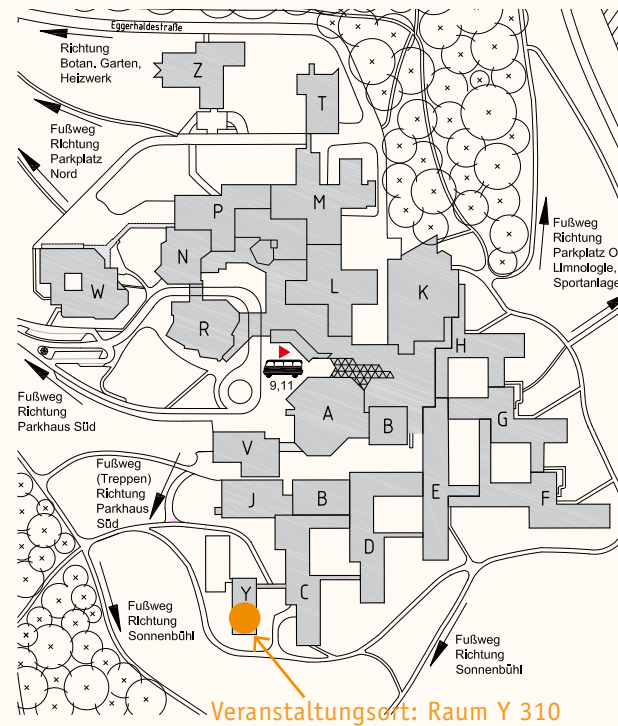 Eggerhaldestraße
Richtung
Botan. Garten,
Heizwerk
Z
T
Fußweg
Richtung
Parkplatz
Nord
P
M
Fußweg
Richtung
Parkplatz O
Limnologie,
Sportanlage
N
W
L
K
R
H
9,11
Fußweg
Richtung
Parkhaus Süd
A
B
G
V
Fußweg
(Treppen)
Richtung
Parkhaus
Süd
J
B
E
F
D
Y
C
Fußweg
Richtung
Sonnenbühl
Fußweg
Richtung
Sonnenbühl
Veranstaltungsort: Raum Y 310